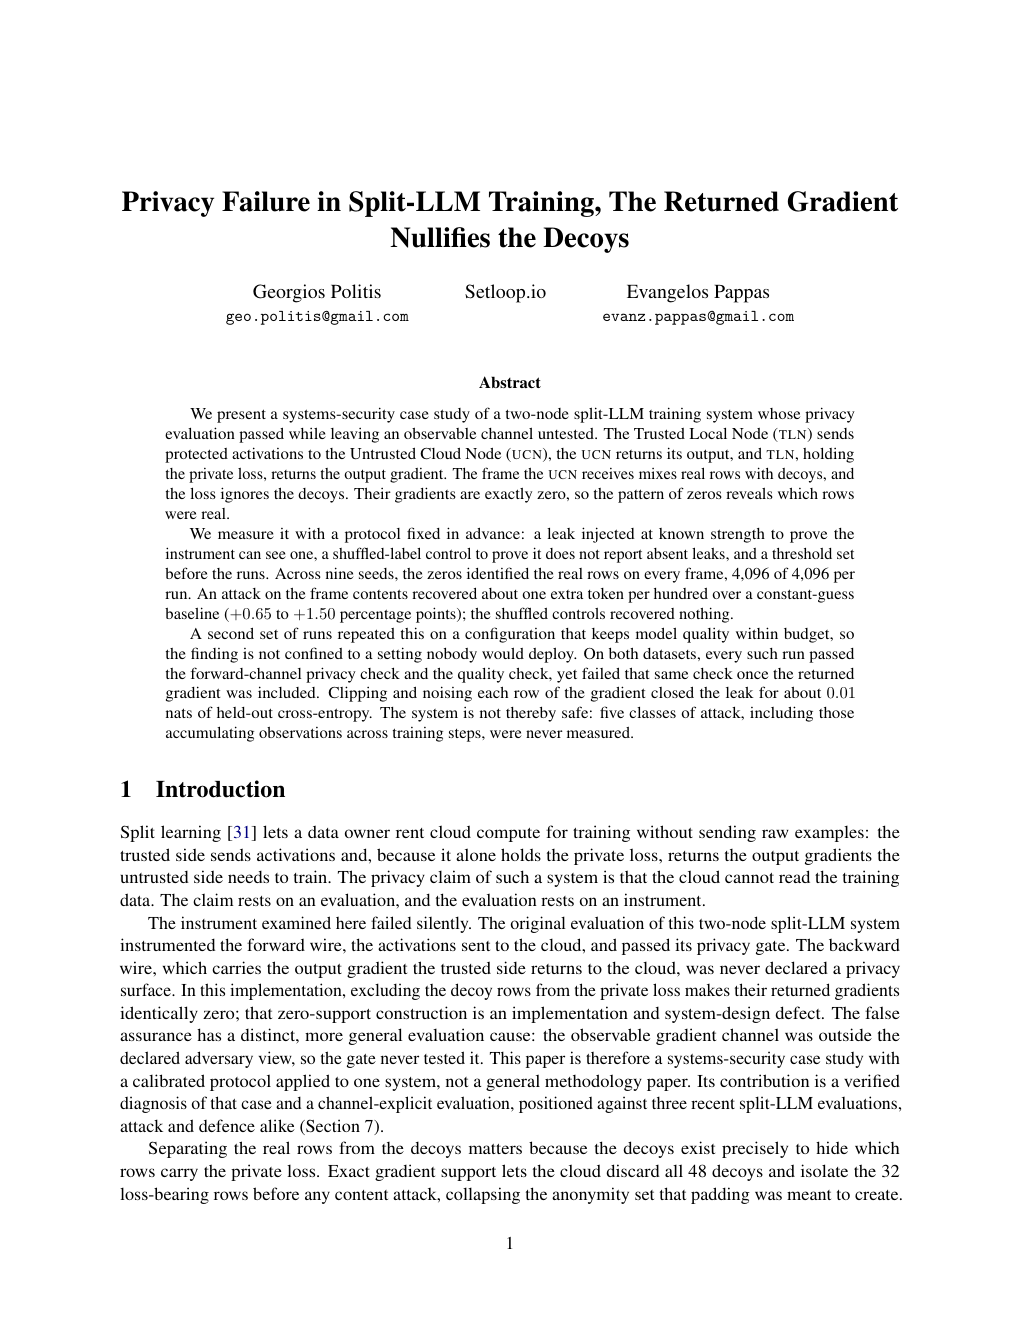 Privacy Failure in Split-LLM Training, The Returned Gradient
Nullifies the Decoys
Georgios Politis Setloop.io Evangelos Pappas
geo.politis@gmail.com evanz.pappas@gmail.com
Abstract
We present a systems-security case study of a two-node split-LLM training system whose privacy
evaluation passed while leaving an observable channel untested. The Trusted Local Node (TLN) sends
protected activations to the Untrusted Cloud Node (UCN), the UCN returns its output, and TLN, holding
the private loss, returns the output gradient. The frame the UCN receives mixes real rows with decoys, and
the loss ignores the decoys. Their gradients are exactly zero, so the pattern of zeros reveals which rows
were real.
We measure it with a protocol fixed in advance: a leak injected at known strength to prove the
instrument can see one, a shuffled-label control to prove it does not report absent leaks, and a threshold set
before the runs. Across nine seeds, the zeros identified the real rows on every frame, 4,096 of 4,096 per
run. An attack on the frame contents recovered about one extra token per hundred over a constant-guess
baseline (+0.65 to +1.50 percentage points); the shuffled controls recovered nothing.
A second set of runs repeated this on a configuration that keeps model quality within budget, so
the finding is not confined to a setting nobody would deploy. On both datasets, every such run passed
the forward-channel privacy check and the quality check, yet failed that same check once the returned
gradient was included. Clipping and noising each row of the gradient closed the leak for about 0.01
nats of held-out cross-entropy. The system is not thereby safe: five classes of attack, including those
accumulating observations across training steps, were never measured.
1 Introduction
Split learning [31] lets a data owner rent cloud compute for training without sending raw examples: the
trusted side sends activations and, because it alone holds the private loss, returns the output gradients the
untrusted side needs to train. The privacy claim of such a system is that the cloud cannot read the training
data. The claim rests on an evaluation, and the evaluation rests on an instrument.
The instrument examined here failed silently. The original evaluation of this two-node split-LLM system
instrumented the forward wire, the activations sent to the cloud, and passed its privacy gate. The backward
wire, which carries the output gradient the trusted side returns to the cloud, was never declared a privacy
surface. In this implementation, excluding the decoy rows from the private loss makes their returned gradients
identically zero; that zero-support construction is an implementation and system-design defect. The false
assurance has a distinct, more general evaluation cause: the observable gradient channel was outside the
declared adversary view, so the gate never tested it. This paper is therefore a systems-security case study with
a calibrated protocol applied to one system, not a general methodology paper. Its contribution is a verified
diagnosis of that case and a channel-explicit evaluation, positioned against three recent split-LLM evaluations,
attack and defence alike (Section 7).
Separating the real rows from the decoys matters because the decoys exist precisely to hide which
rows carry the private loss. Exact gradient support lets the cloud discard all 48 decoys and isolate the 32
loss-bearing rows before any content attack, collapsing the anonymity set that padding was meant to create.
1